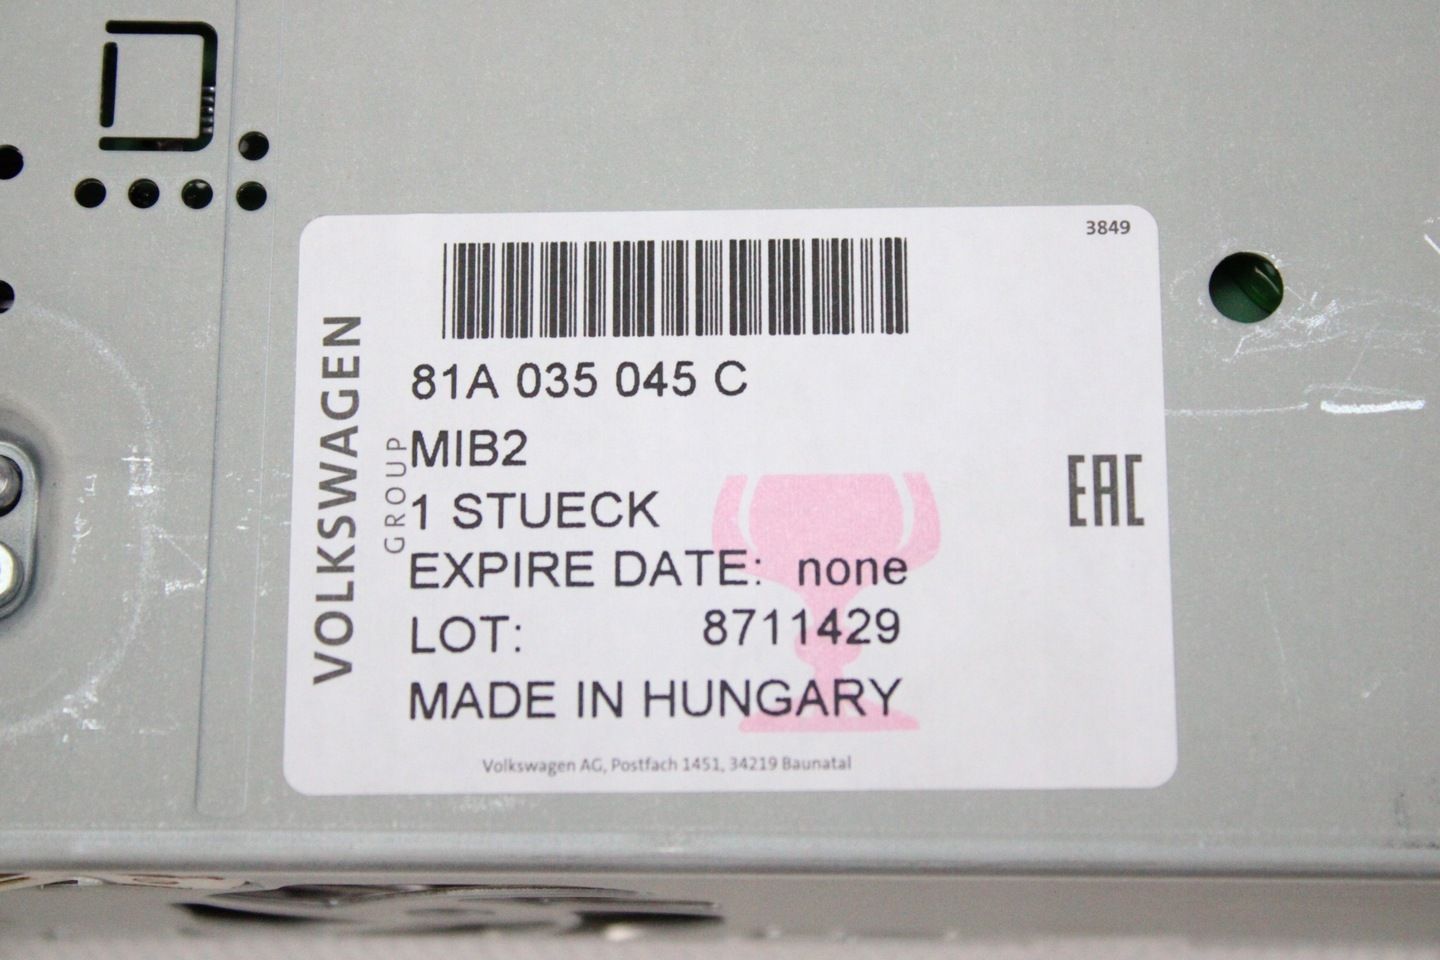 3849
81A 035 045 C
VOLKSWAGEN
GROUP
MIB2
1 STUECK
EAC
EXPIRE DATE: none
LOT: 8711429
MADE IN HUNGARY
Volkswagen AG, Postfach 1451, 34219 Baunatal